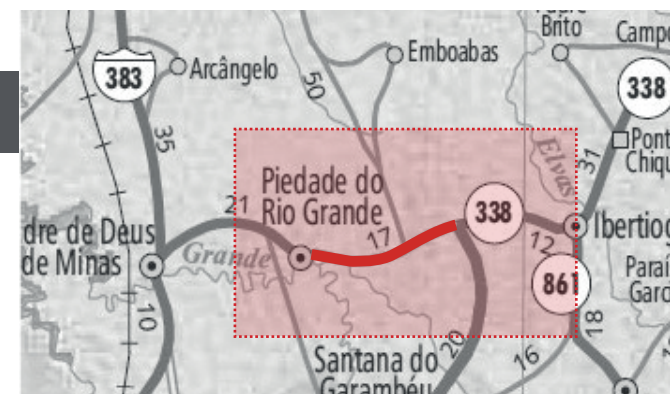 Brito
Campo
Emboabas
Arcângelo
383
338
50
35
Elvas
31
Pont
Chiqu
Piedade do
Rio Grande
21
338
dre de Deus
de Minas
Grande
17
12
Ibertiog
861
Paraí
Garc
10
20
18
16
Santana do
Garambéu